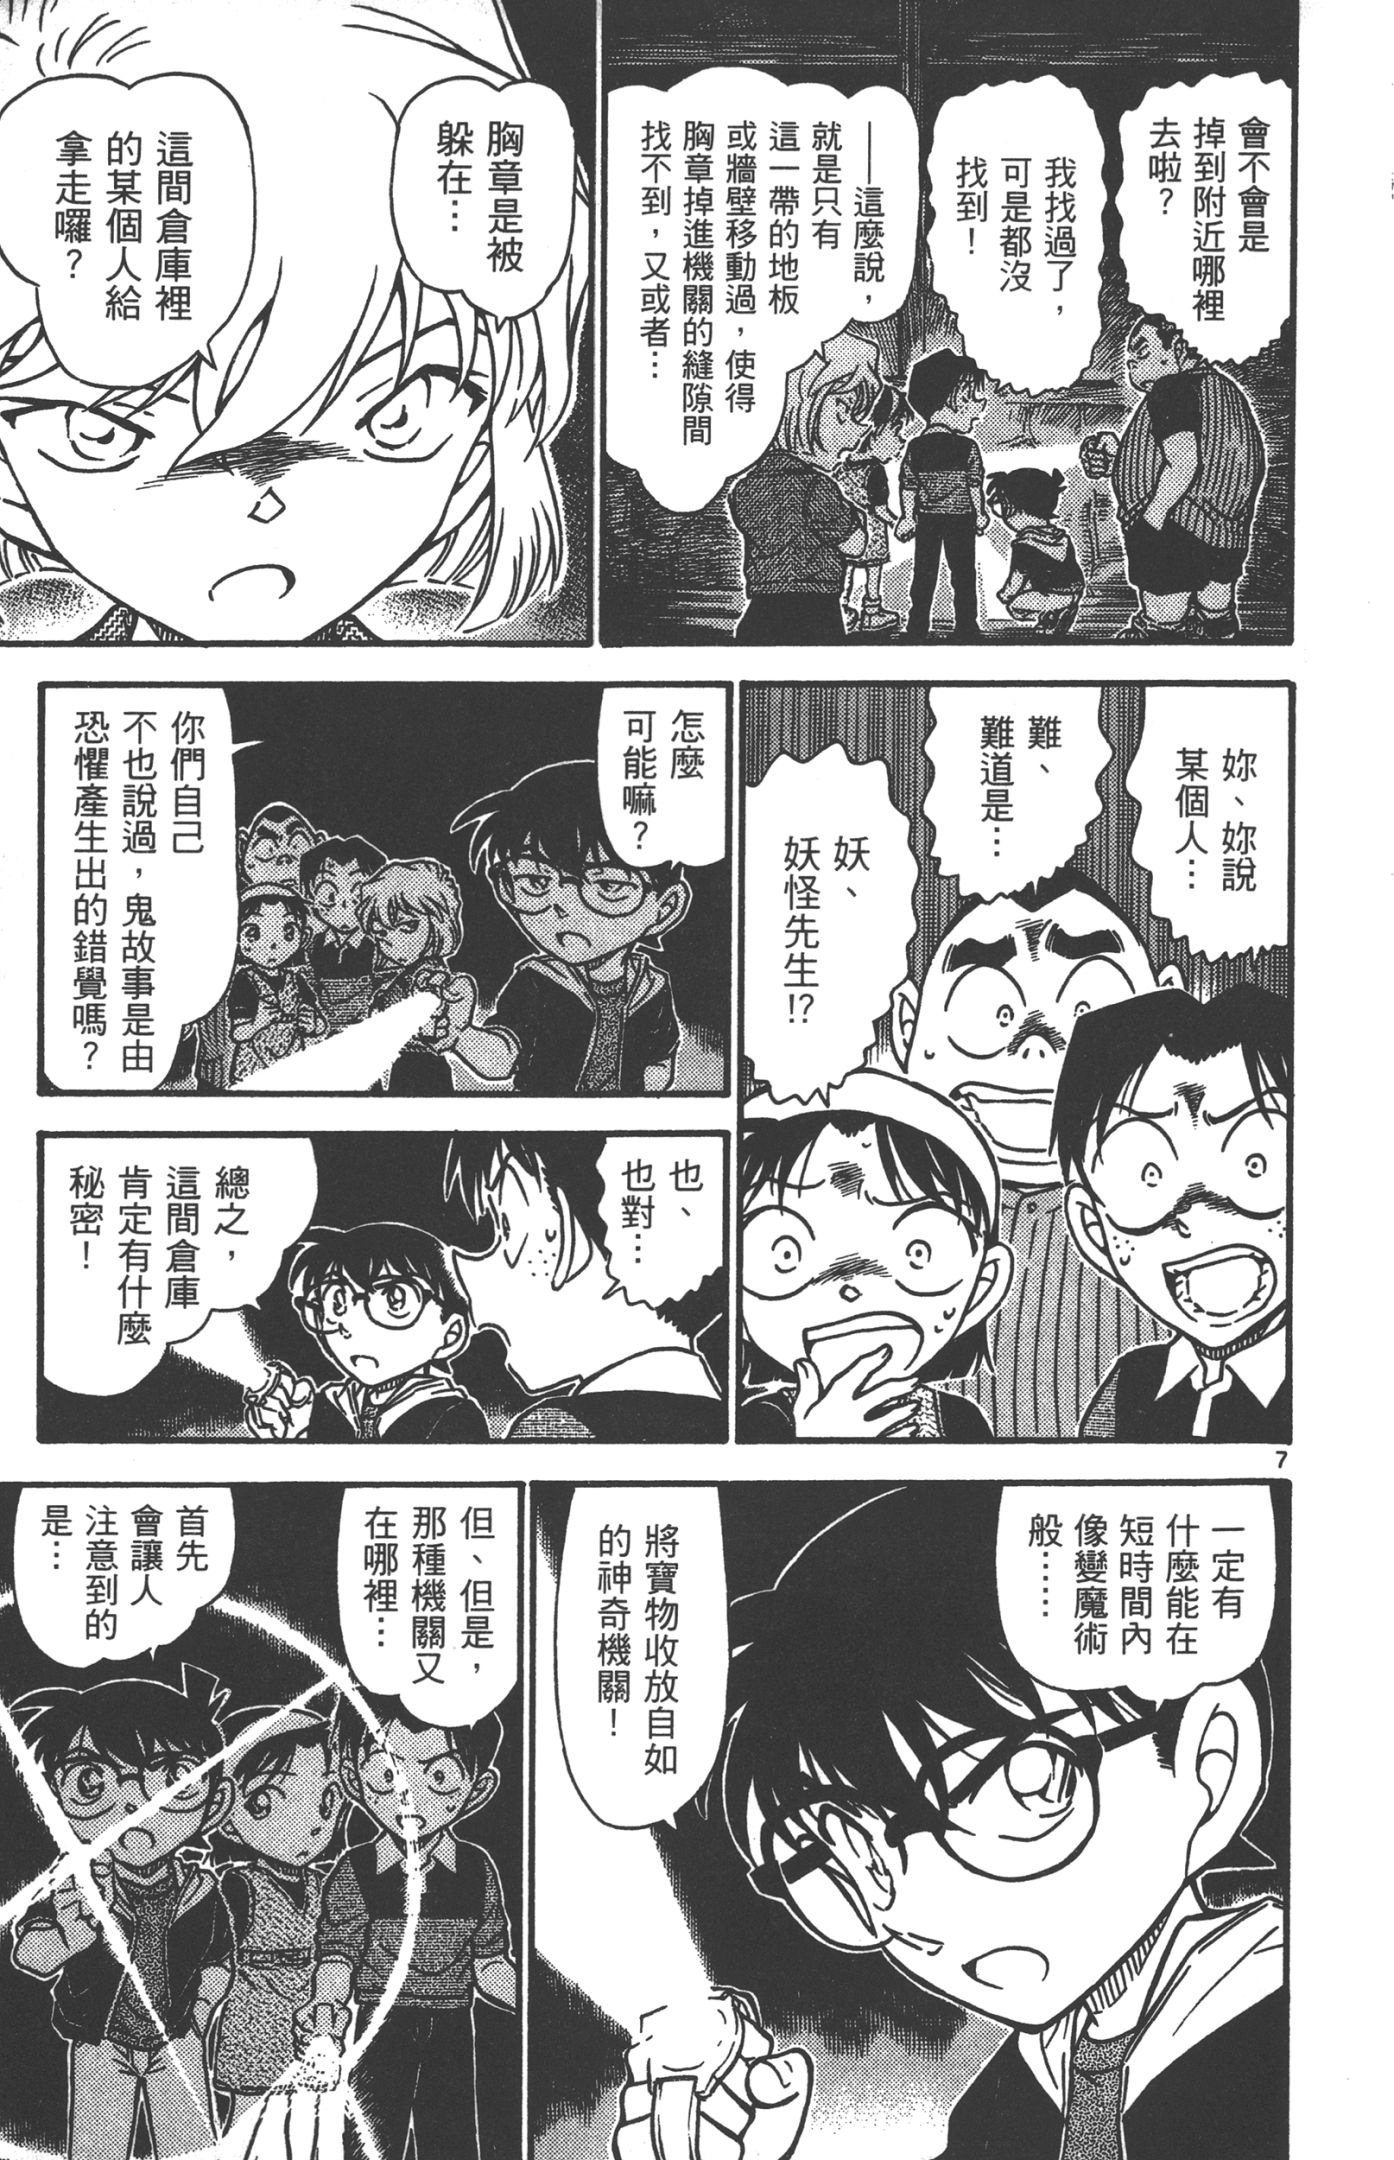 會不會是
掉到附近哪裡
去啦？
我找過了，
可是都沒
找到！
——這麼說，
就是只有
這一帶的地板
或牆壁移動過，使得
胸章掉進機關的縫隙間
找不到，又或者…
胸章是被
躲在…
這間倉庫裡
的某個人給
拿走囉？
妳、妳說
某個人…
難、
難道是…
妖、
妖怪先生!?
怎麼
可能嘛？
你們自己
不也說過，鬼故事是由
恐懼產生出的錯覺嗎？
也、
也對…
總之，
這間倉庫
肯定有什麼
秘密！
7
一定有
什麼能在
短時間內
像變魔術
般……
將寶物收放自如
的神奇機關！
但、但是，
那種機關又
在哪裡…
首先
會讓人
注意到的
是…